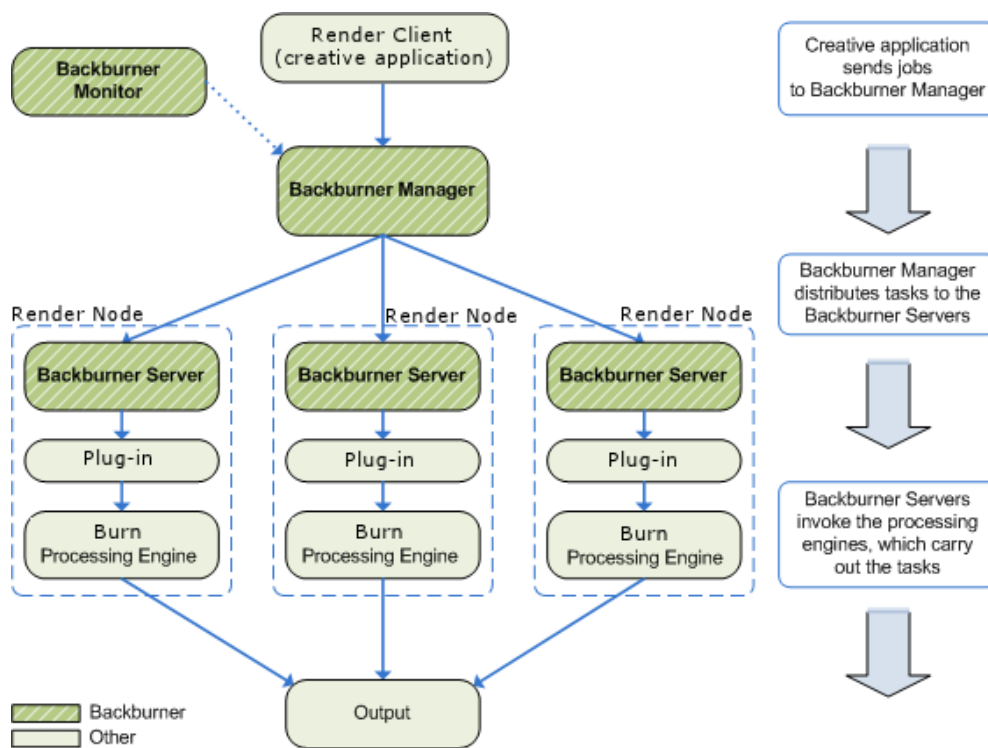 Render Client
(creative application)
Backburner
Monitor
Backburner Manager
Render Node
Render Node
Render Node
Backburner Server
Backburner Server
Backburner Server
Plug-in
Plug-in
Plug-in
Burn
Processing Engine
Burn
Processing Engine
Burn
Processing Engine
Output
Backburner
Other
Creative application
sends jobs
to Backburner Manager
Backburner Manager
distributes tasks to the
Backburner Servers
Backburner Servers
invoke the processing
engines, which carry
out the tasks